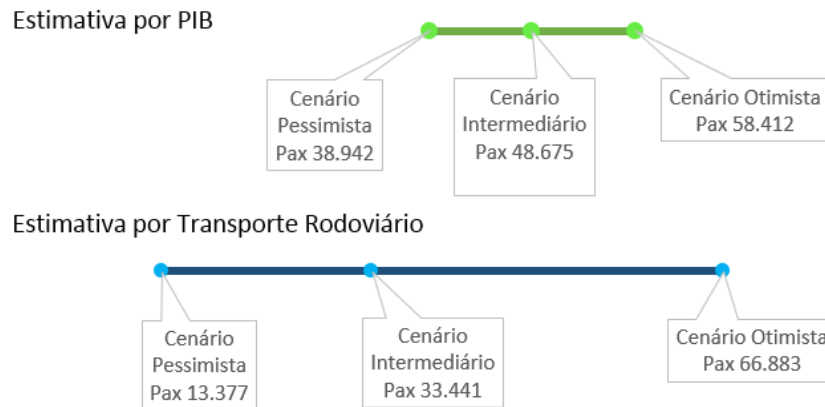 Estimativa por PIB
Cenário
Pessimista
Pax 38.942
Cenário
Intermediário
Pax 48.675
Cenário Otimista
Pax 58.412
Estimativa por Transporte Rodoviário
Cenário
Pessimista
Pax 13.377
Cenário
Intermediário
Pax 33.441
Cenário Otimista
Pax 66.883